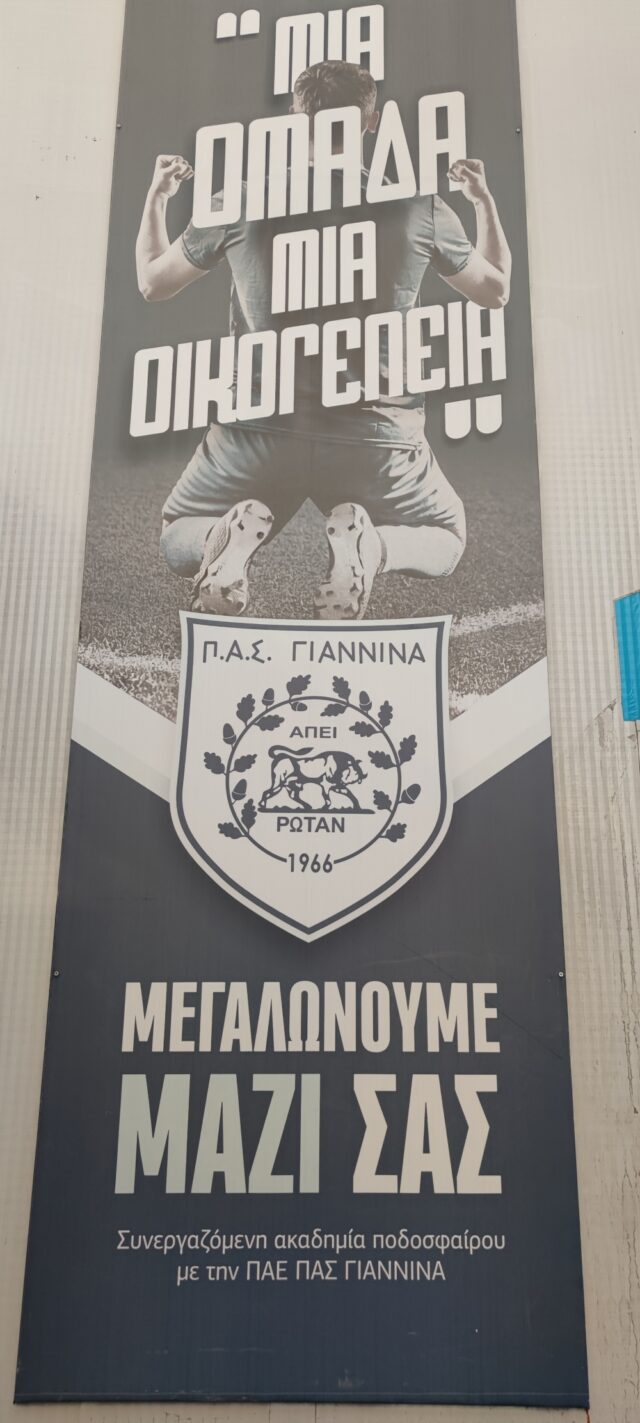 "ΜΙΑ
ΟΜΑΔΑ
ΜΙΑ
ΟΙΚΟΓΕΝΕΙΑ"
Π.Α.Σ. ΓΙΑΝΝΙΝΑ
ΑΠΕΙ
ΡΩΤΑΝ
1966
ΜΕΓΑΛΩΝΟΥΜΕ
ΜΑΖΙ ΣΑΣ
Συνεργαζόμενη ακαδημία ποδοσφαίρου
με την ΠΑΕ ΠΑΣ ΓΙΑΝΝΙΝΑ